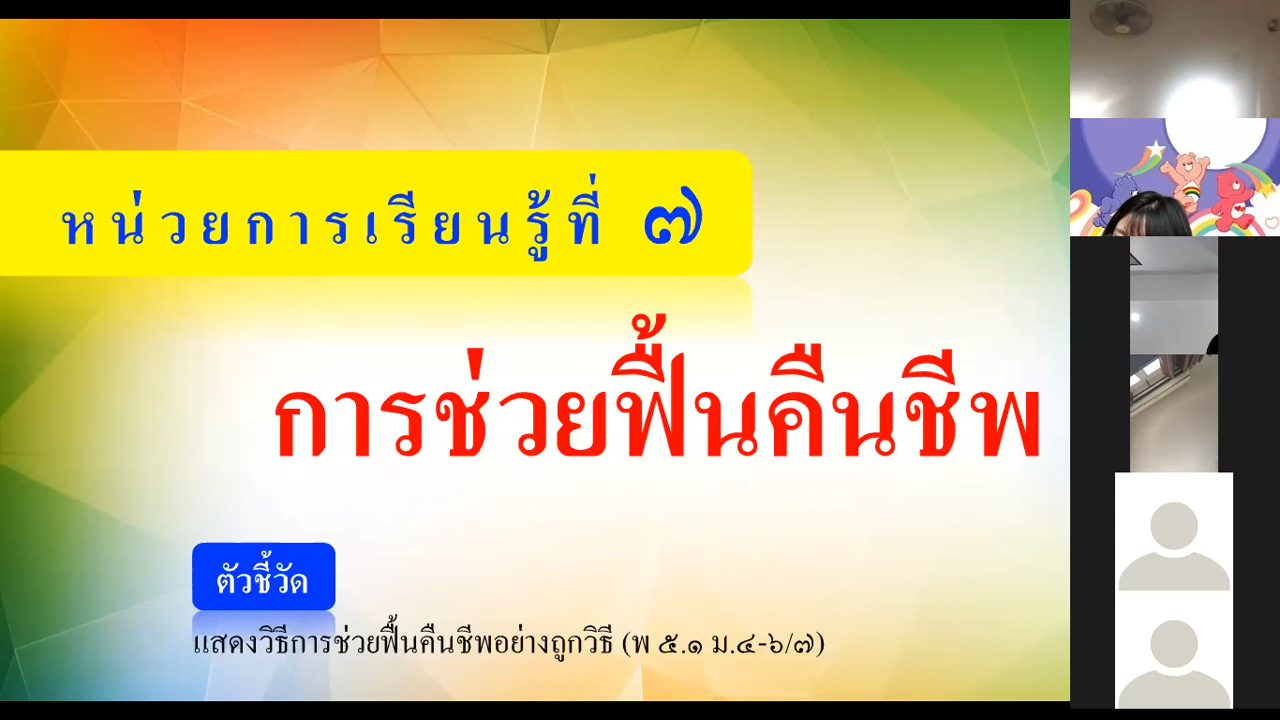 หน่วยการเรียนรู้ที่ ๗
การช่วยฟื้นคืนชีพ
ตัวชี้วัด
แสดงวิธีการช่วยฟื้นคืนชีพอย่างถูกวิธี (พ ๕.๑ ม.๔-๖/๗)